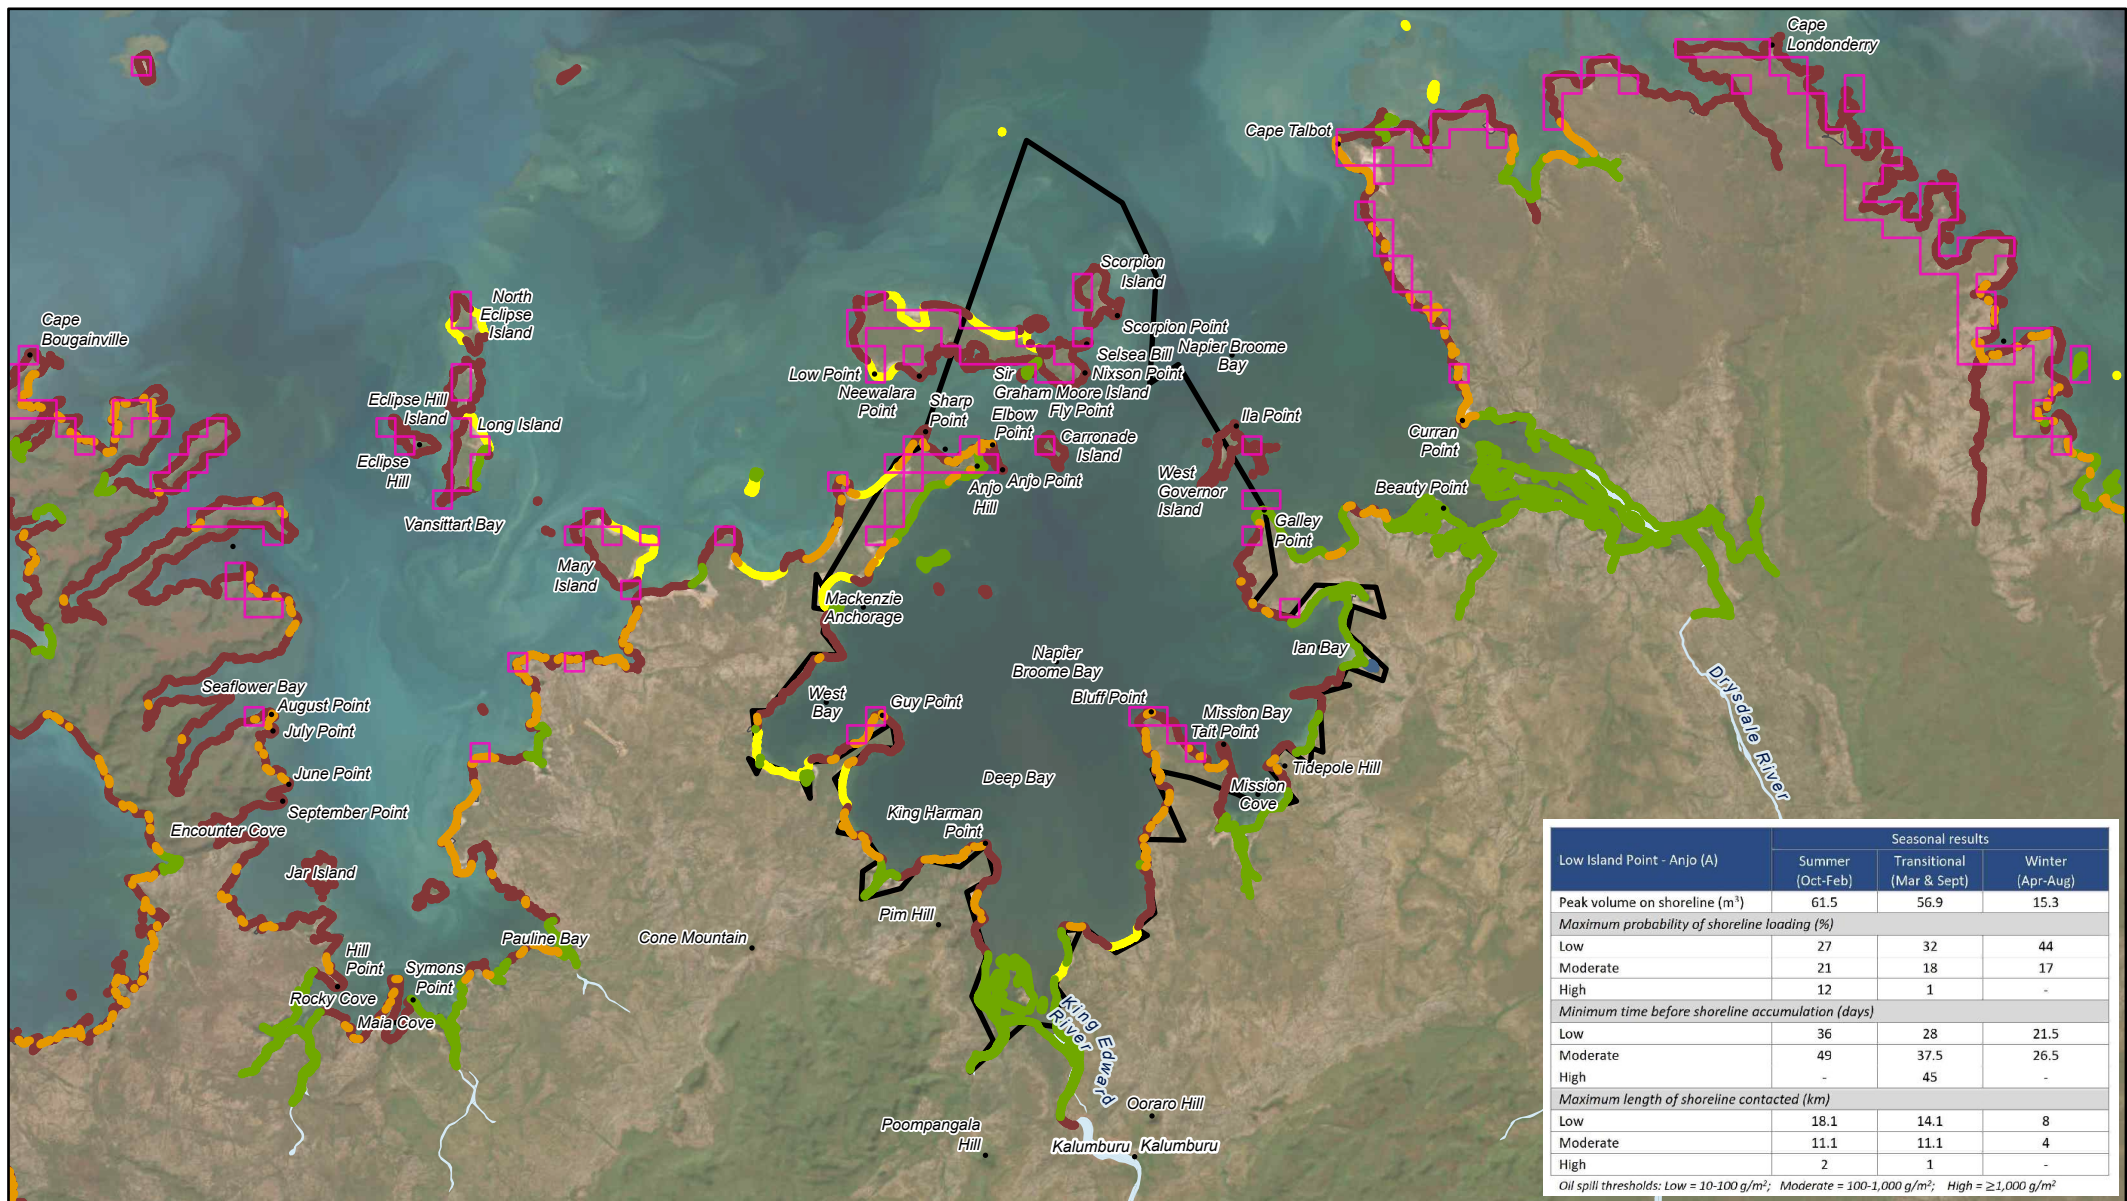 Cape
Londonderry
Cape Talbot
Scorpion
Island
North
Eclipse
Island
Cape
Bougainville
Scorpion Point
Selsea Bill
Napier Broome
Bay
Low Point
Neewalara
Point
Sir
Graham Moore Island
Nixson Point
Fly Point
Eclipse Hill
Island
Sharp
Point
Elbow
Point
Ila Point
Long Island
Carronade
Island
Curran
Point
Eclipse
Hill
Anjo Point
Anjo
Hill
West
Governor
Island
Beauty Point
Vansittart Bay
Galley
Point
Mary
Island
Mackenzie
Anchorage
Ian Bay
Napier
Broome Bay
Drysdale River
Seaflower Bay
August Point
July Point
West
Bay
Guy Point
Bluff Point
Mission Bay
Tait Point
June Point
Deep Bay
Tidepole Hill
Mission
Cove
September Point
Encounter Cove
King Harman
Point
Jar Island
Pim Hill
Cone Mountain
Pauline Bay
Hill
Point
Symons
Point
Rocky Cove
Maia Cove
King Edward
River
Ooraro Hill
Poompangala
Hill
Kalumburu
Kalumburu
Low Island Point - Anjo (A)
Seasonal results
Summer
(Oct-Feb)
Transitional
(Mar & Sept)
Winter
(Apr-Aug)
Peak volume on shoreline (m³) 61.5 56.9 15.3
Maximum probability of shoreline loading (%)
Low 27 32 44
Moderate 21 18 17
High 12 1 -
Minimum time before shoreline accumulation (days)
Low 36 28 21.5
Moderate 49 37.5 26.5
High - 45 -
Maximum length of shoreline contacted (km)
Low 18.1 14.1 8
Moderate 11.1 11.1 4
High 2 1 -
Oil spill thresholds: Low = 10-100 g/m²; Moderate = 100-1,000 g/m²; High = ≥1,000 g/m²